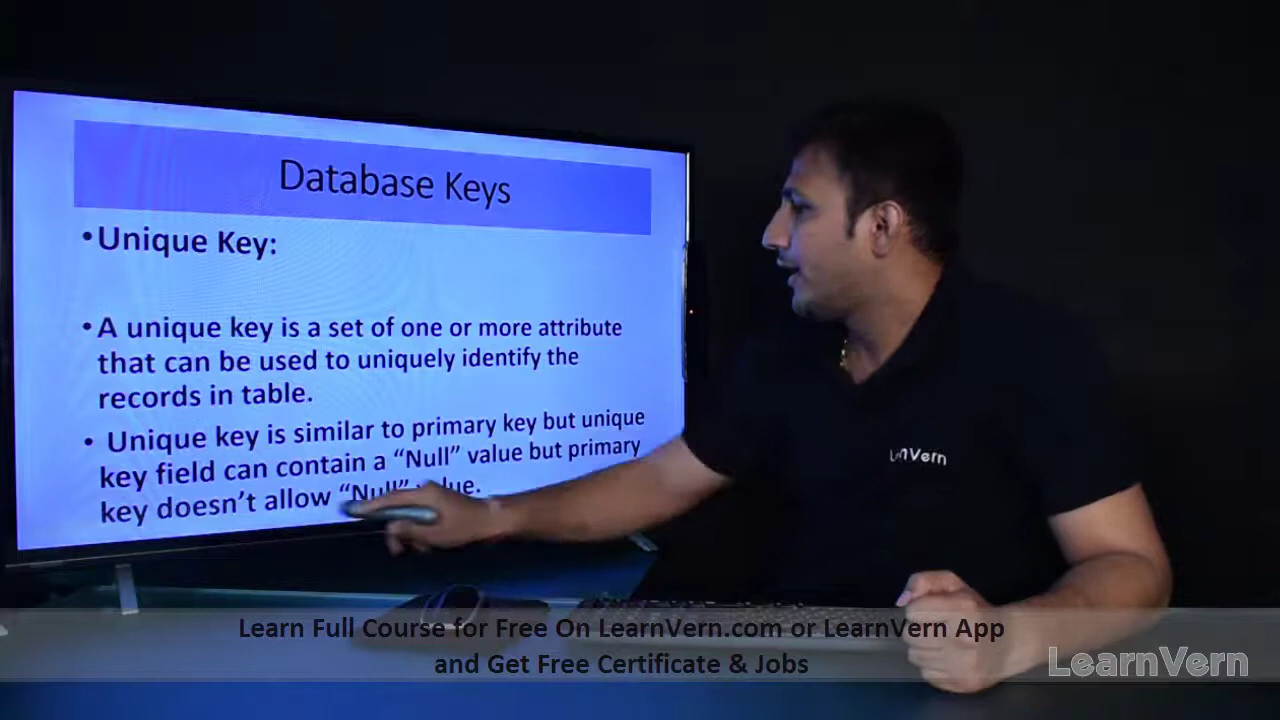 Database Keys
•Unique Key:
•A unique key is a set of one or more attribute
that can be used to uniquely identify the
records in table.
• Unique key is similar to primary key but unique
key field can contain a “Null” value but primary
key doesn’t allow “Null” value.
LearnVern
Learn Full Course for Free On LearnVern.com or LearnVern App
and Get Free Certificate & Jobs
LearnVern